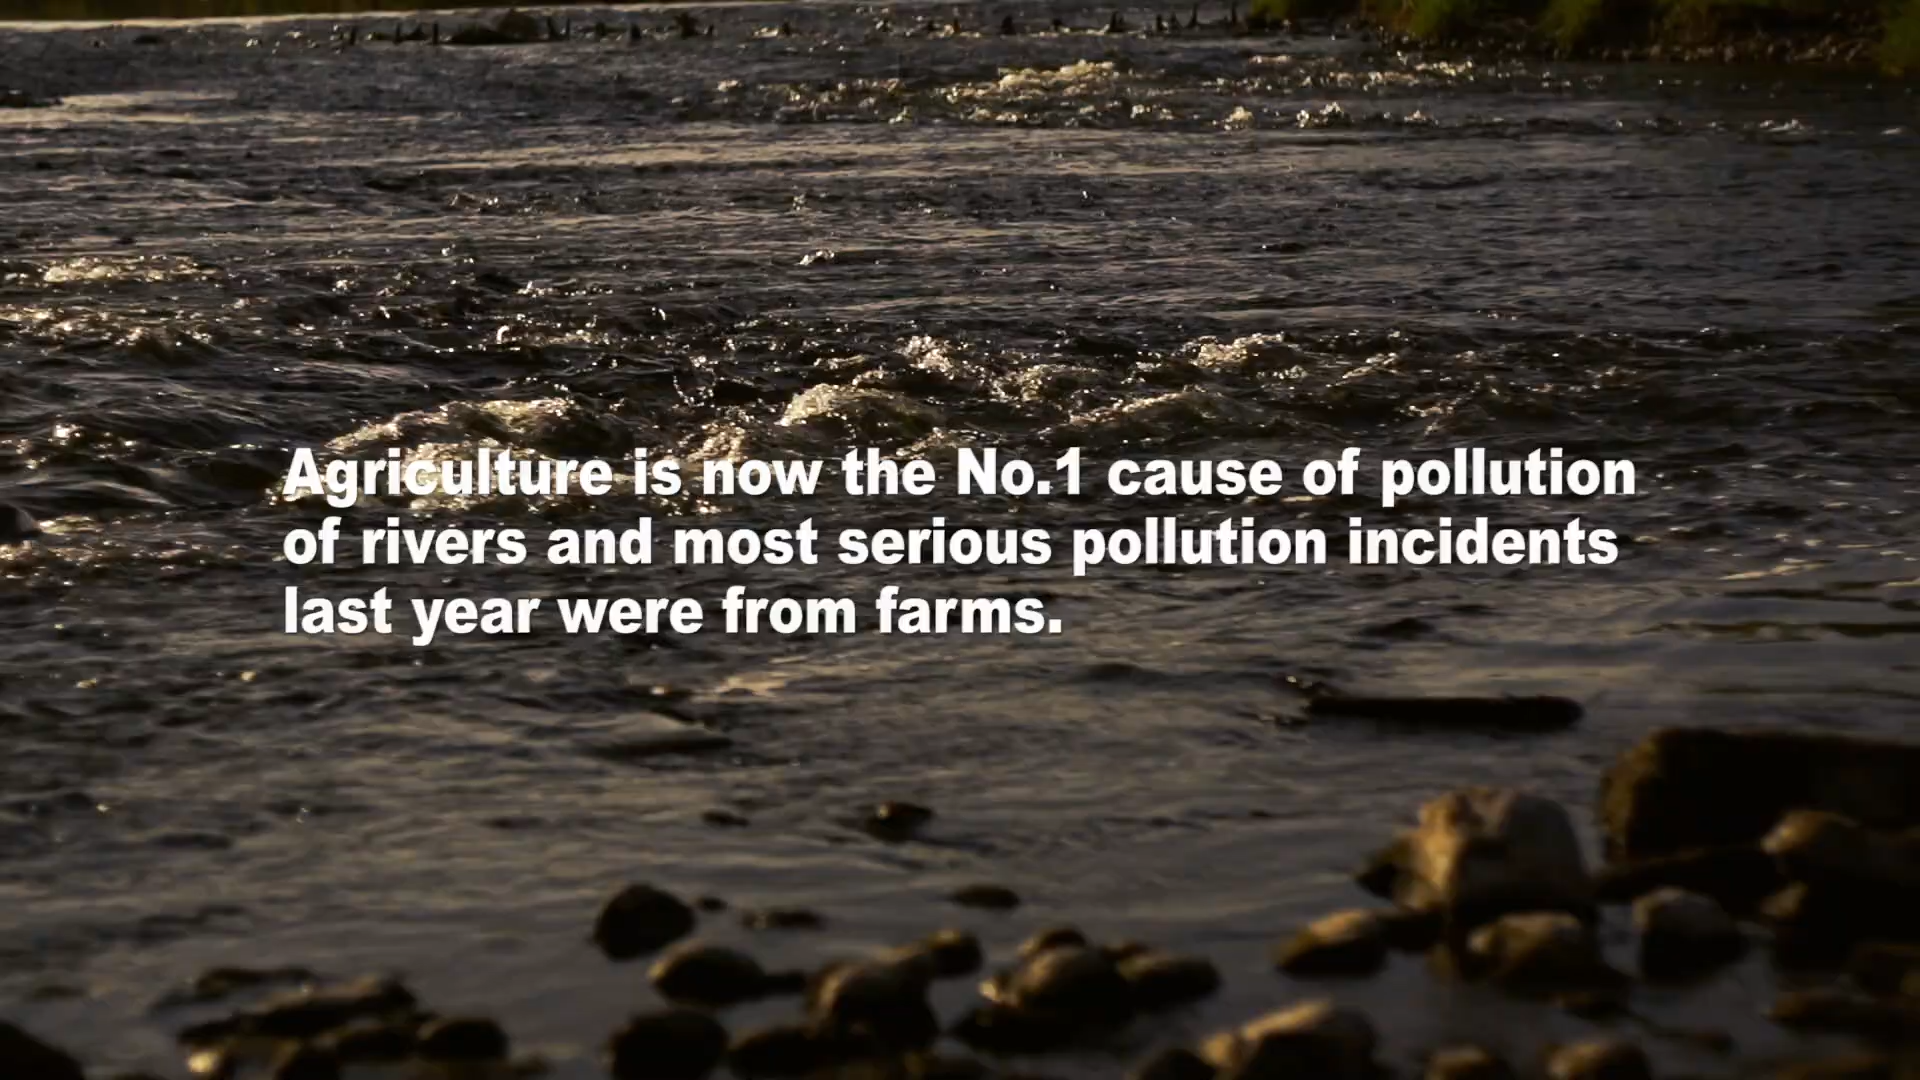 Agriculture is now the No.1 cause of pollution
of rivers and most serious pollution incidents
last year were from farms.